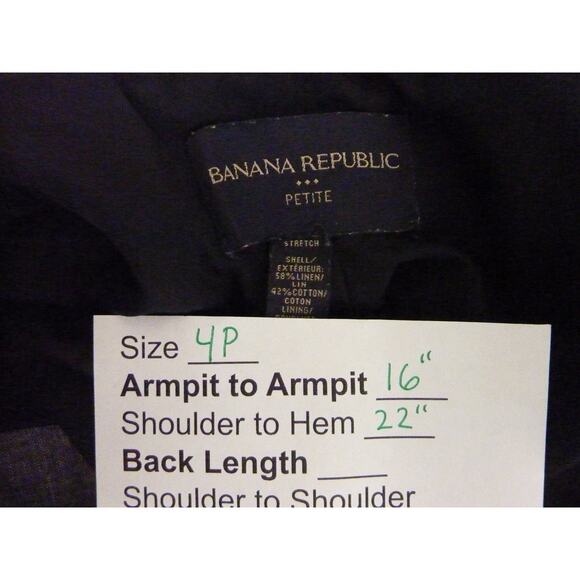 BANANA REPUBLIC
PETITE
STRETCH
SHELL/
EXTÉRIEUR:
58% LINEN/
LIN
42% COTTON/
COTON
LINING/
Size 4P
Armpit to Armpit 16"
Shoulder to Hem 22"
Back Length
Shoulder to Shoulder